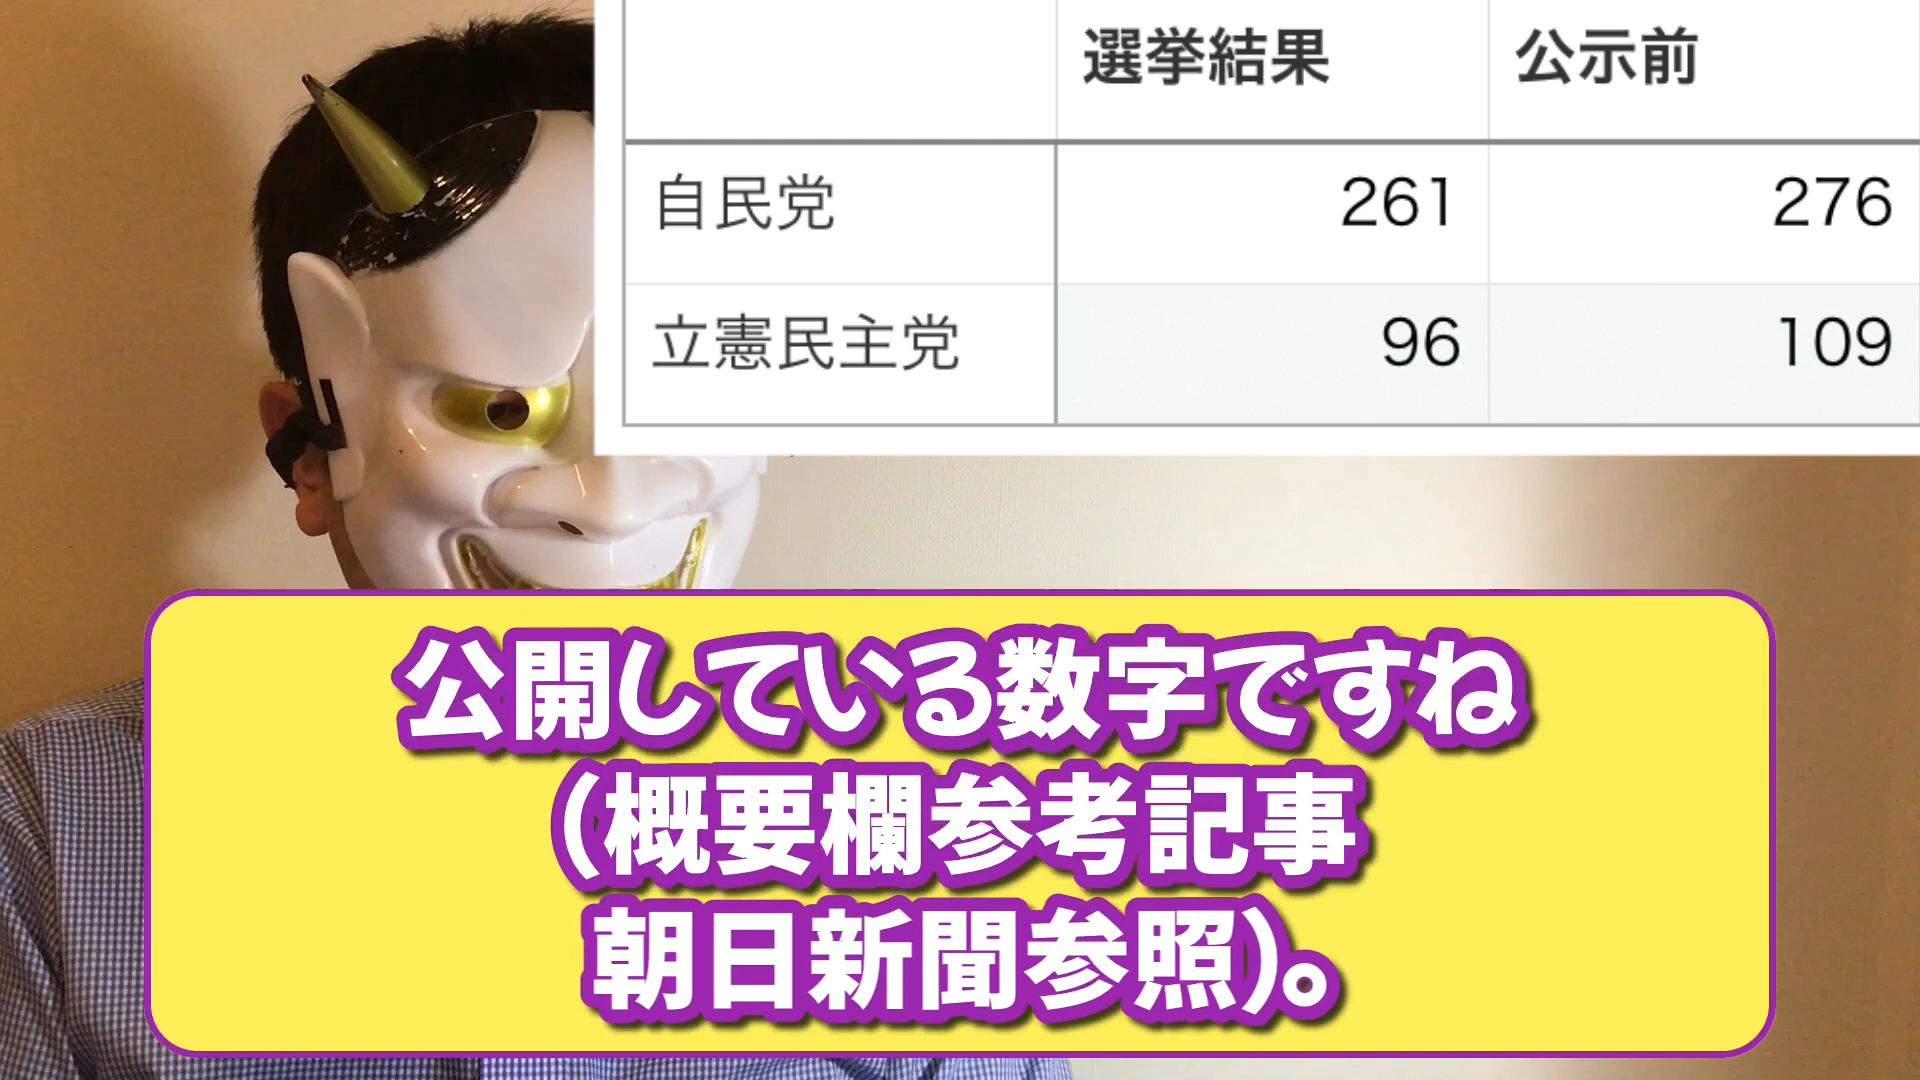 選挙結果 公示前
自民党 261 276
立憲民主党 96 109
公開している数字ですね
(概要欄参考記事
朝日新聞参照)。